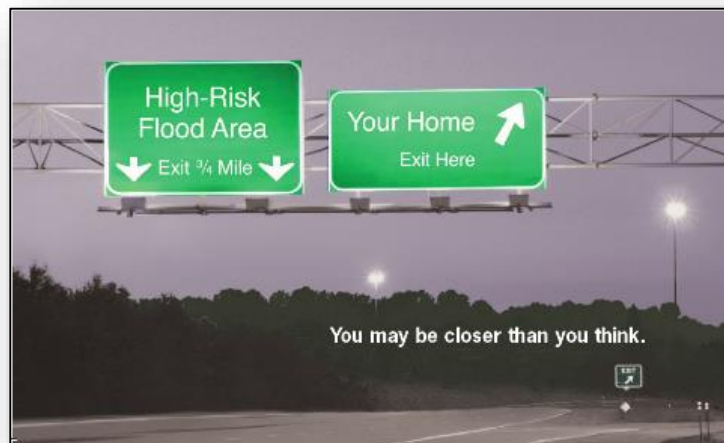 High-Risk
Flood Area
Exit ¾ Mile
Your Home
Exit Here
You may be closer than you think.
EXIT